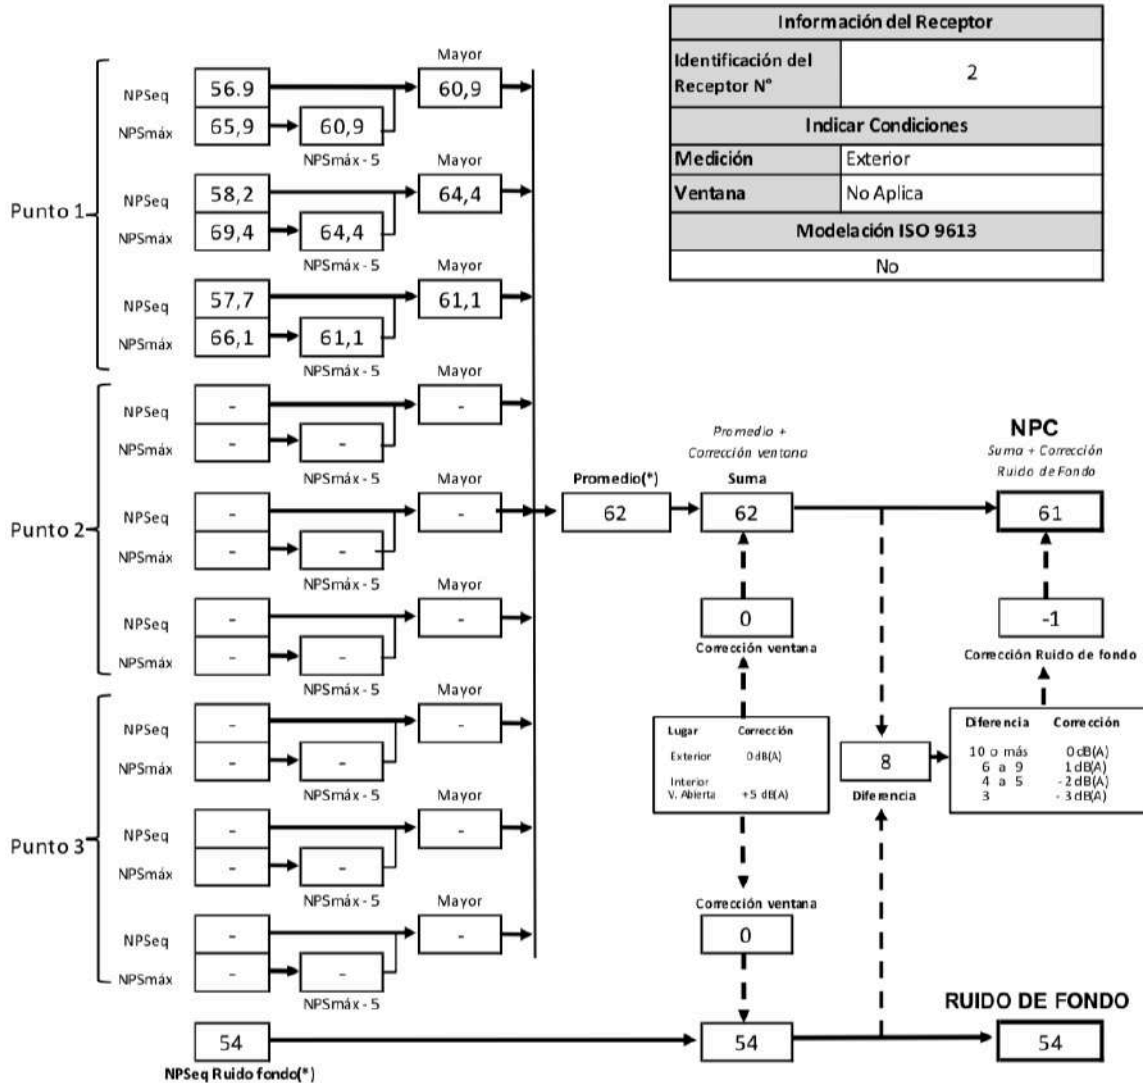 Información del Receptor
Identificación del Receptor N° 2
Indicar Condiciones
Medición Exterior
Ventana No Aplica
Modelación ISO 9613
No
Punto 1
Mayor
NPSeq 56.9 60,9
NPSmáx 65,9 60,9
NPSmáx - 5
Mayor
NPSeq 58,2 64,4
NPSmáx 69,4 64,4
NPSmáx - 5
Mayor
NPSeq 57,7 61,1
NPSmáx 66,1 61,1
NPSmáx - 5
Punto 2
Mayor
NPSeq - -
NPSmáx - -
NPSmáx - 5
Mayor
NPSeq - -
NPSmáx - -
NPSmáx - 5
Mayor
NPSeq - -
NPSmáx - -
NPSmáx - 5
Punto 3
Mayor
NPSeq - -
NPSmáx - -
NPSmáx - 5
Mayor
NPSeq - -
NPSmáx - -
NPSmáx - 5
Mayor
NPSeq - -
NPSmáx - -
NPSmáx - 5
54
NPSeq Ruido fondo(*)
Promedio(*)
62
Promedio +
Corrección ventana
Suma
62
0
Corrección ventana
Lugar Corrección
Exterior 0 dB(A)
Interior
V. Abierta +5 dB(A)
Corrección ventana
0
54
8
Diferencia
NPC
Suma + Corrección
Ruido de Fondo
61
-1
Corrección Ruido de fondo
Diferencia Corrección
10 o más 0 dB(A)
6 a 9 1 dB(A)
4 a 5 -2 dB(A)
3 - 3 dB(A)
RUIDO DE FONDO
54